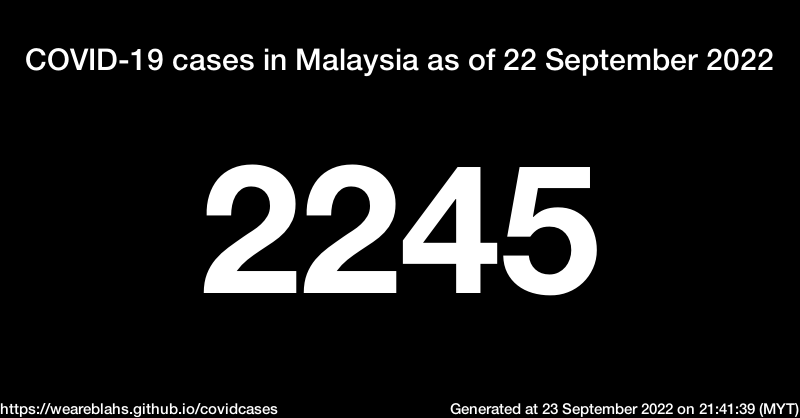 COVID-19 cases in Malaysia as of 22 September 2022
2245
https://weareblahs.github.io/covidcases
Generated at 23 September 2022 on 21:41:39 (MYT)